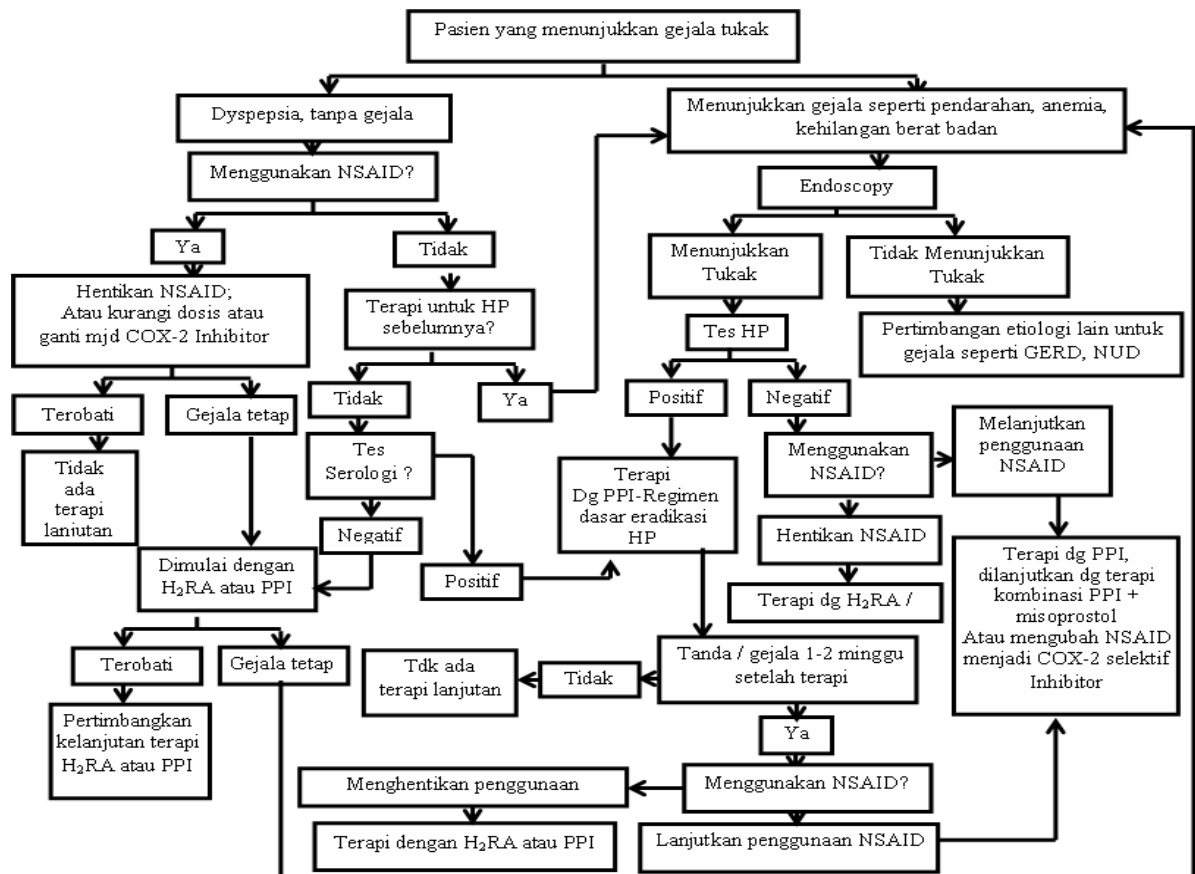 Pasien yang menunjukkan gejala tukak
Dyspepsia, tanpa gejala
Menunjukkan gejala seperti pendarahan, anemia,
kehilangan berat badan
Menggunakan NSAID?
Endoscopy
Ya
Tidak
Menunjukkan
Tukak
Tidak Menunjukkan
Tukak
Hentikan NSAID;
Atau kurangi dosis atau
ganti mjd COX-2 Inhibitor
Terapi untuk HP
sebelumnya?
Tes HP
Pertimbangan etiologi lain untuk
gejala seperti GERD, NUD
Terobati
Gejala tetap
Tidak
Ya
Positif
Negatif
Tidak
ada
terapi
lanjutan
Tes
Serologi ?
Terapi
Dg PPI-Regimen
dasar eradikasi
HP
Menggunakan
NSAID?
Melanjutkan
penggunaan
NSAID
Negatif
Hentikan NSAID
Dimulai dengan
H₂RA atau PPI
Positif
Terapi dg H₂RA /
Terapi dg PPI,
dilanjutkan dg terapi
kombinasi PPI +
misoprostol
Atau mengubah NSAID
menjadi COX-2 selektif
Inhibitor
Terobati
Gejala tetap
Tdk ada
terapi lanjutan
Tidak
Tanda / gejala 1-2 minggu
setelah terapi
Pertimbangkan
kelanjutan terapi
H₂RA atau PPI
Ya
Menghentikan penggunaan
Menggunakan NSAID?
Terapi dengan H₂RA atau PPI
Lanjutkan penggunaan NSAID